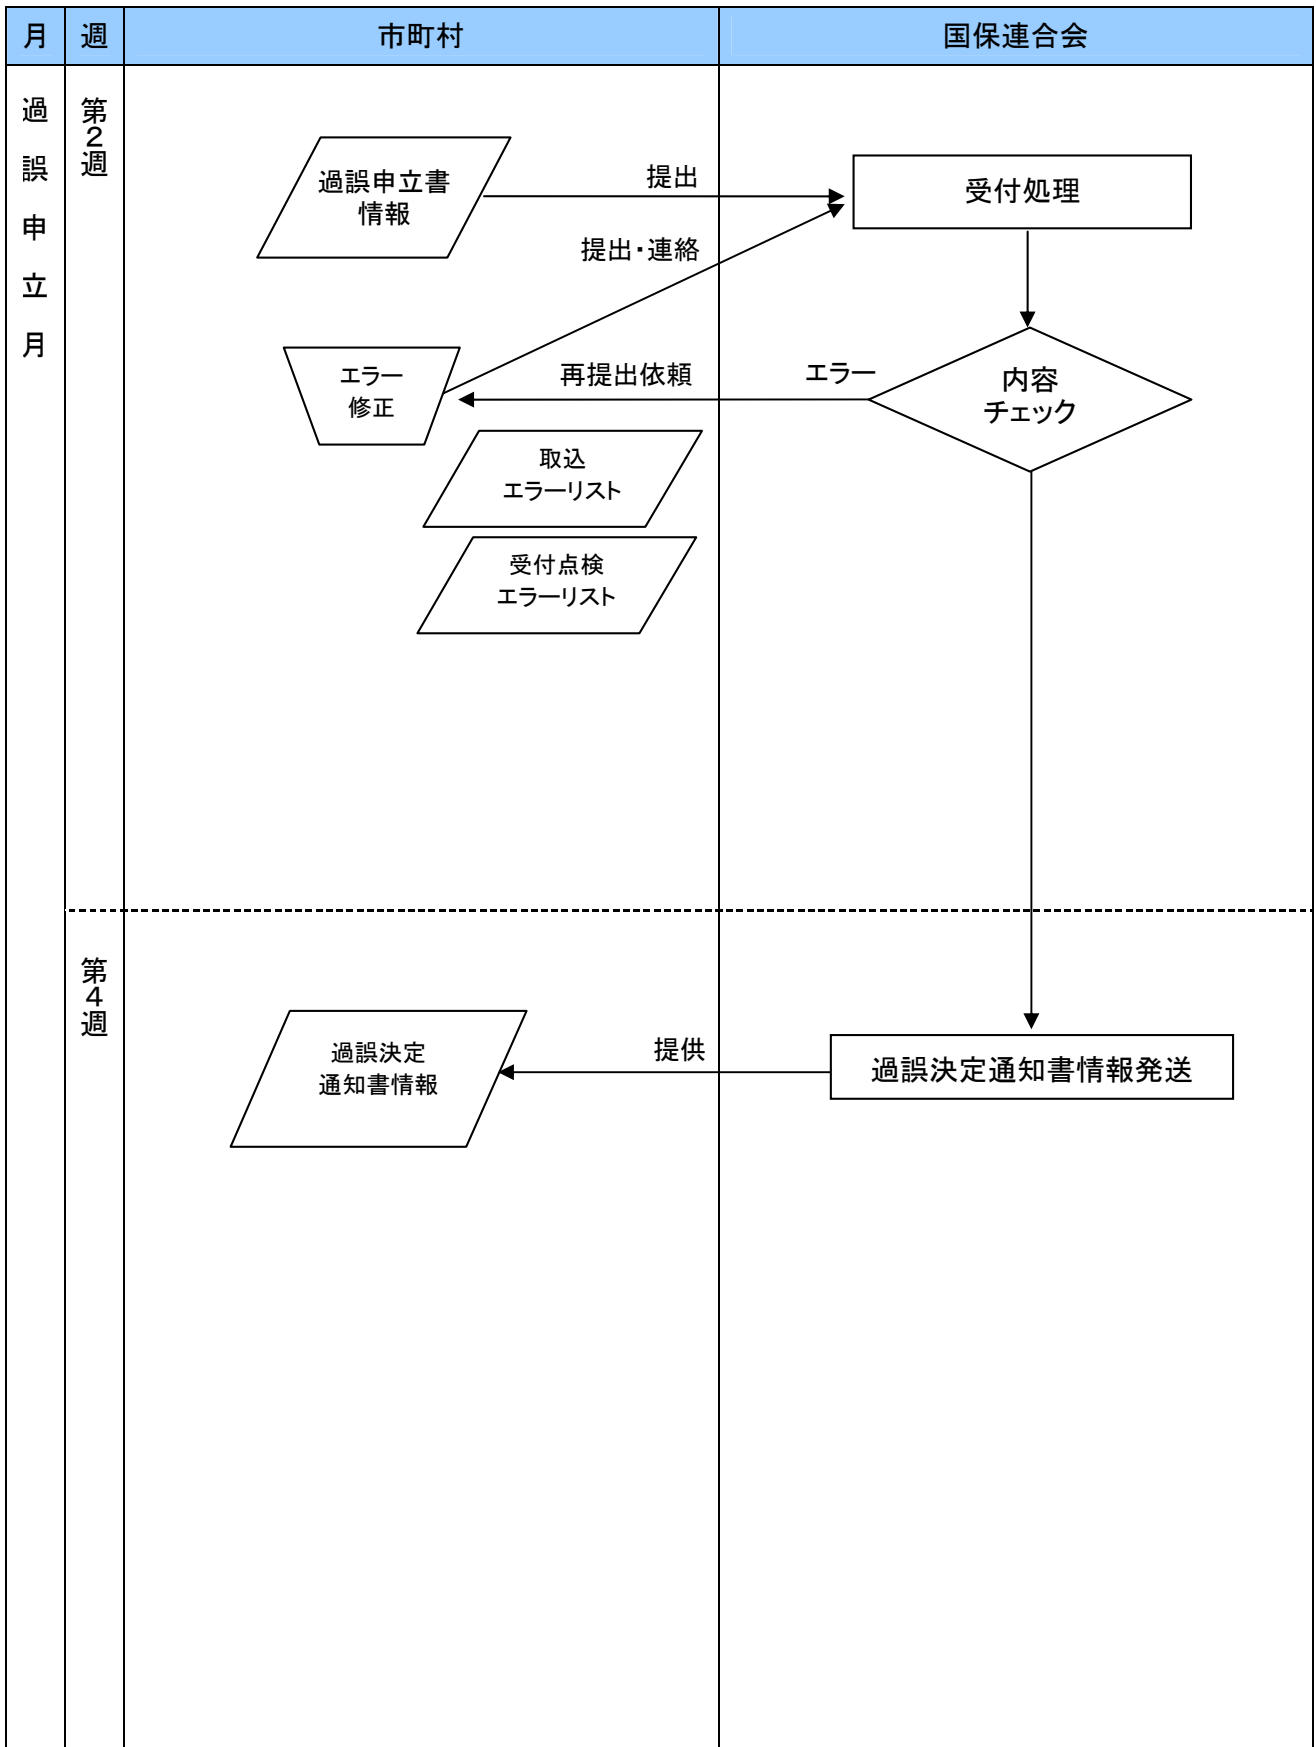 月 週 市町村 国保連合会
過誤申立月
第2週
過誤申立書
情報
提出
受付処理
提出・連絡
エラー
修正
再提出依頼
エラー
内容
チェック
取込
エラーリスト
受付点検
エラーリスト
第4週
過誤決定
通知書情報
提供
過誤決定通知書情報発送